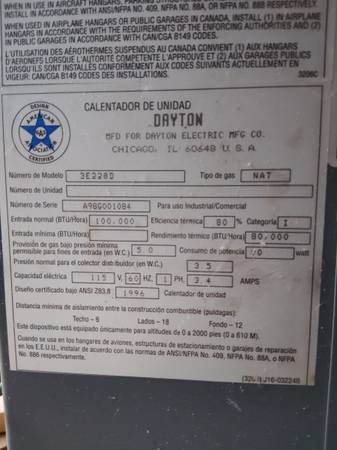 WHEN USED IN AIRCRAFT HANGARS, PARKING
INSTALL IN ACCORDANCE WITH ANSI/NFPA NO. 409, NFPA NO. 88A, OR NFPA NO. 88B RESPECTIVELY.
WHEN USED IN AIRPLANE HANGARS OR PUBLIC GARAGES IN CANADA, INSTALL (1) IN AIRPLANE
HANGARS IN ACCORDANCE WITH THE REQUIREMENTS OF THE ENFORCING AUTHORITIES AND (2)
IN PUBLIC GARAGES IN ACCORDANCE WITH CAN/CGA B149 CODES.
L'UTILISATION DES AÉROTHERMES SUSPENDUS AU CANADA CONVIENT (1) AUX HANGARS
D'AERONEFS LORSQUE L'AUTORITÉ COMPÉTENTE L'APPROUVE ET (2) AUX GARAGES PUBLICS
LORSQU'ILS SONT INSTALLÉS CONFORMEMENT AUX CODES SUIVANTS ACTUELLEMENT EN
VIGUEUR: CAN/CGA B149 CODES DES INSTALLATIONS.
DESIGN
AMERICAN
GAS
ASSOCIATION
CERTIFIED
CALENTADOR DE UNIDAD
DAYTON
MFD FOR DAYTON ELECTRIC MFG CO.
CHICAGO, IL 60648 U.S.A.
Número de Modelo 3E228D Tipo de gas NAT
Número de Unidad
Número de Serie A98G001084 Para uso Industrial/Comercial
Entrada normal (BTU/Hora) 100,000 Eficiencia térmica 80 % Categoría I
Entrada mínima (BTU/Hora) Rendimiento térmico (BTU/Hora) 80,000
Provisión de gas bajo presión mínima
permisible para fines de entrada (en W.C.) 5.0 Consumo de potencia watt
Presión normal para el colector distribuidor (en W.C.) 3.5
Capacidad eléctrica 115 V, 60 HZ, 1 PH, 3.4 AMPS
Diseño certificado bajo ANSI Z83.8 1996 Calentador de unidad
Distancia mínima de aislamiento entre la construcción combustible (puldagas):
Techo – 6 Lados – 18 Fondo – 12
Este dispositivo está equipado únicamente para altitudes de 0 a 2000 pies (0 a 610 M).
Cuando se usa en los hangares de aviones, estructuras de estacionamiento o garajes de reparación
en los E.E.U.U., instalar de acuerdo con las normas de ANSI/NFPA No. 409, NFPA No. 88A, o NFPA
No. 88B respectivamente.